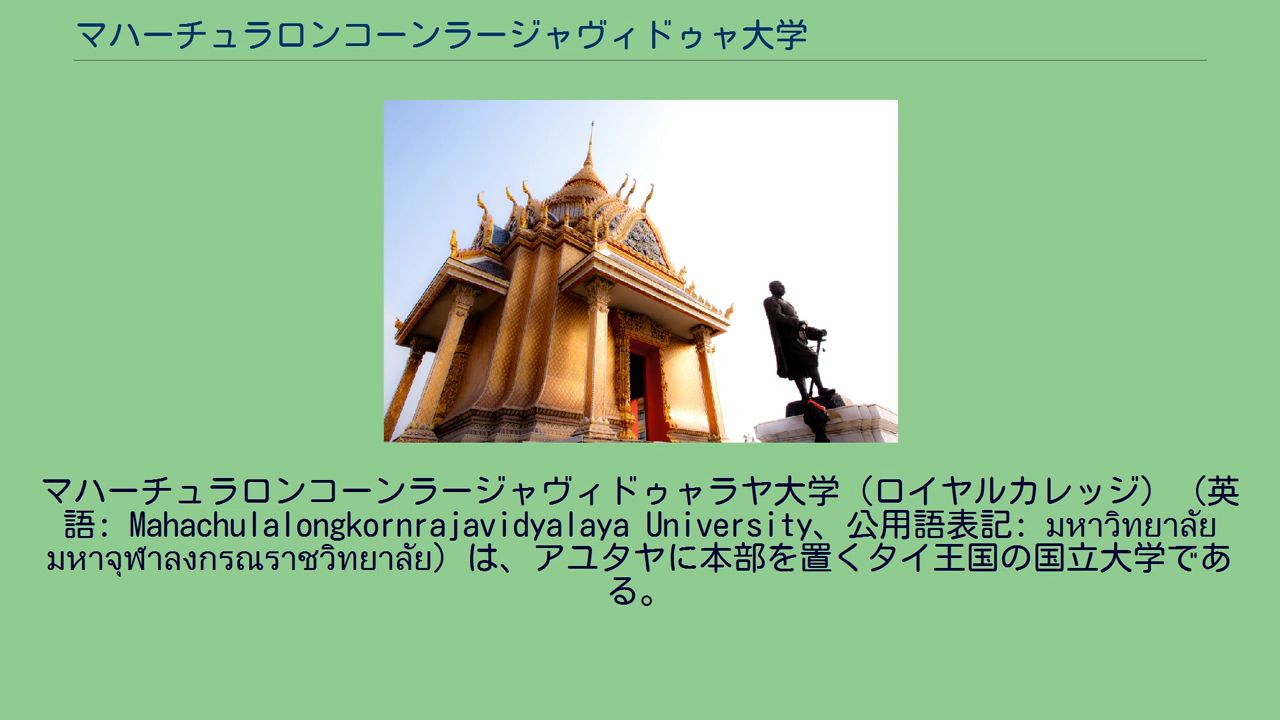 マハーチュラロンコーンラージャヴィドゥャ大学
マハーチュラロンコーンラージャヴィドゥャラヤ大学（ロイヤルカレッジ）（英
語: Mahachulalongkornrajavidyalaya University、公用語表記: มหาวิทยาลัย
มหาจุฬาลงกรณราชวิทยาลัย）は、アユタヤに本部を置くタイ王国の国立大学であ
る。